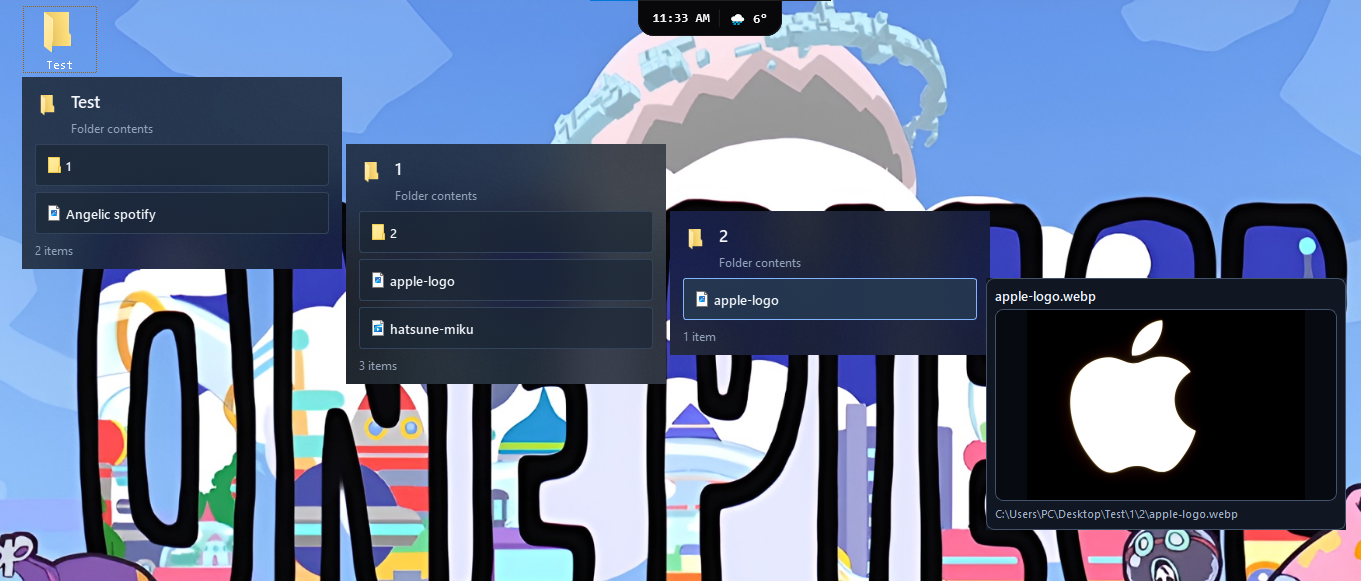 11:33 AM
6°
Test
Test
Folder contents
1
Angelic spotify
2 items
1
Folder contents
2
apple-logo
hatsune-miku
3 items
2
Folder contents
apple-logo
1 item
apple-logo.webp
C:\Users\PC\Desktop\Test\1\2\apple-logo.webp
ONE PIECE